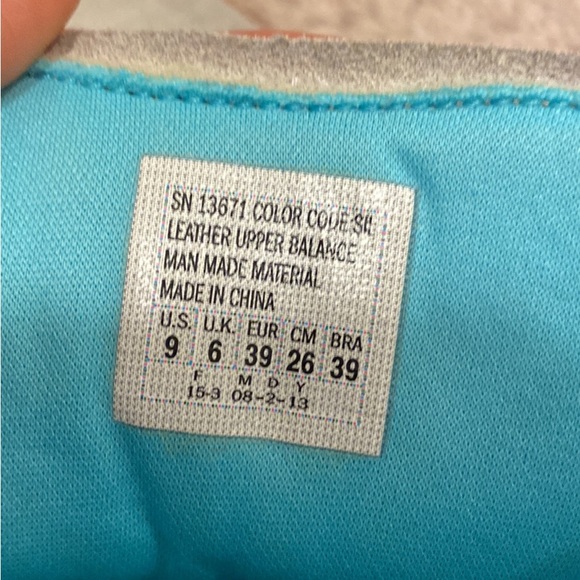 SN 13671 COLOR CODE SIL
LEATHER UPPER BALANCE
MAN MADE MATERIAL
MADE IN CHINA
U.S. U.K. EUR CM BRA
9 6 39 26 39
F M D Y
15-3 08-2-13